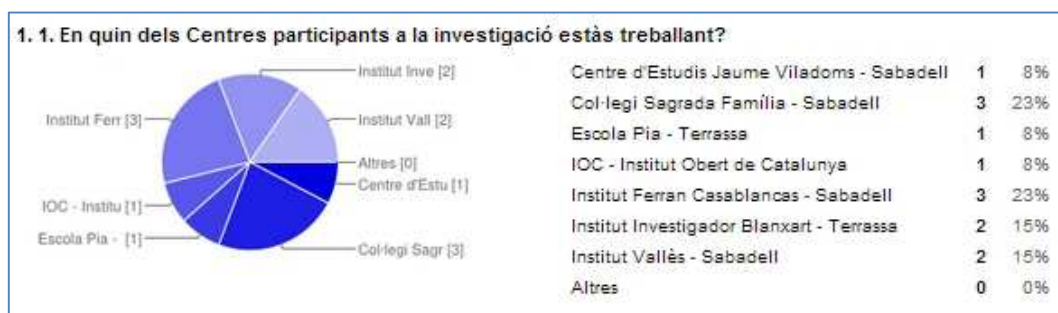 1. 1. En quin dels Centres participants a la investigació estàs treballant?
Institut Inve [2]
Institut Ferr [3]
Institut Vall [2]
Altres [0]
Centre d'Estu [1]
IOC - Institu [1]
Escola Pia - [1]
Col·legi Sagr [3]
Centre d'Estudis Jaume Viladoms - Sabadell 1 8%
Col·legi Sagrada Família - Sabadell 3 23%
Escola Pia - Terrassa 1 8%
IOC - Institut Obert de Catalunya 1 8%
Institut Ferran Casablancas - Sabadell 3 23%
Institut Investigador Blanxart - Terrassa 2 15%
Institut Vallès - Sabadell 2 15%
Altres 0 0%